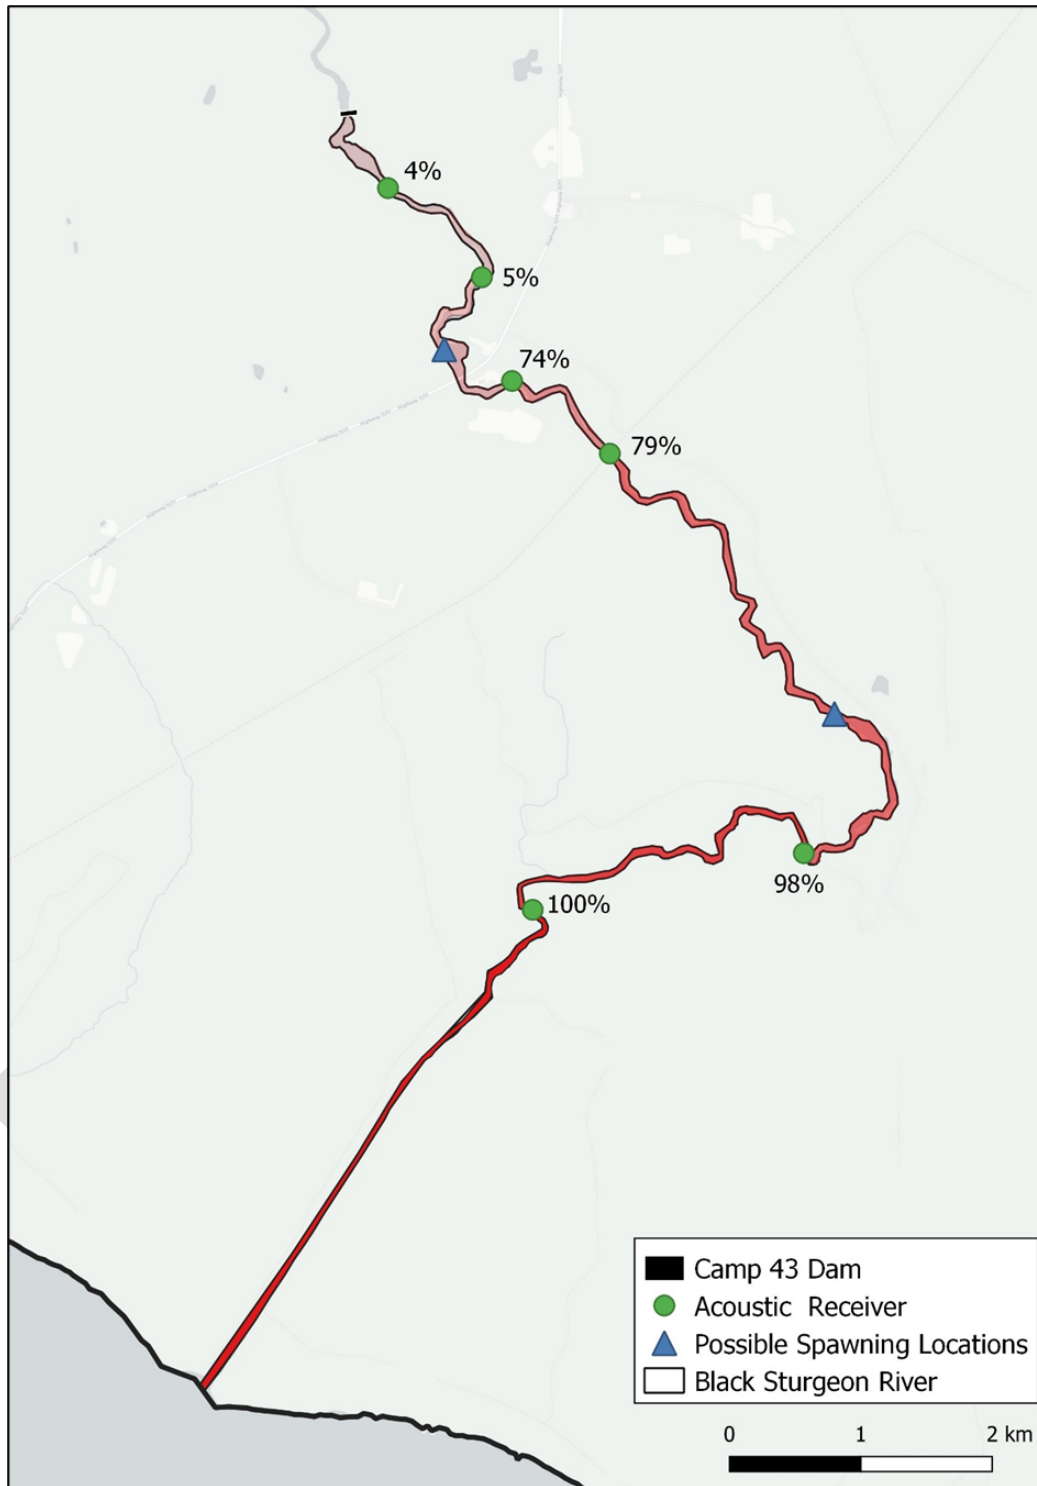 4%
5%
74%
79%
98%
100%
Camp 43 Dam
Acoustic Receiver
Possible Spawning Locations
Black Sturgeon River
0 1 2 km